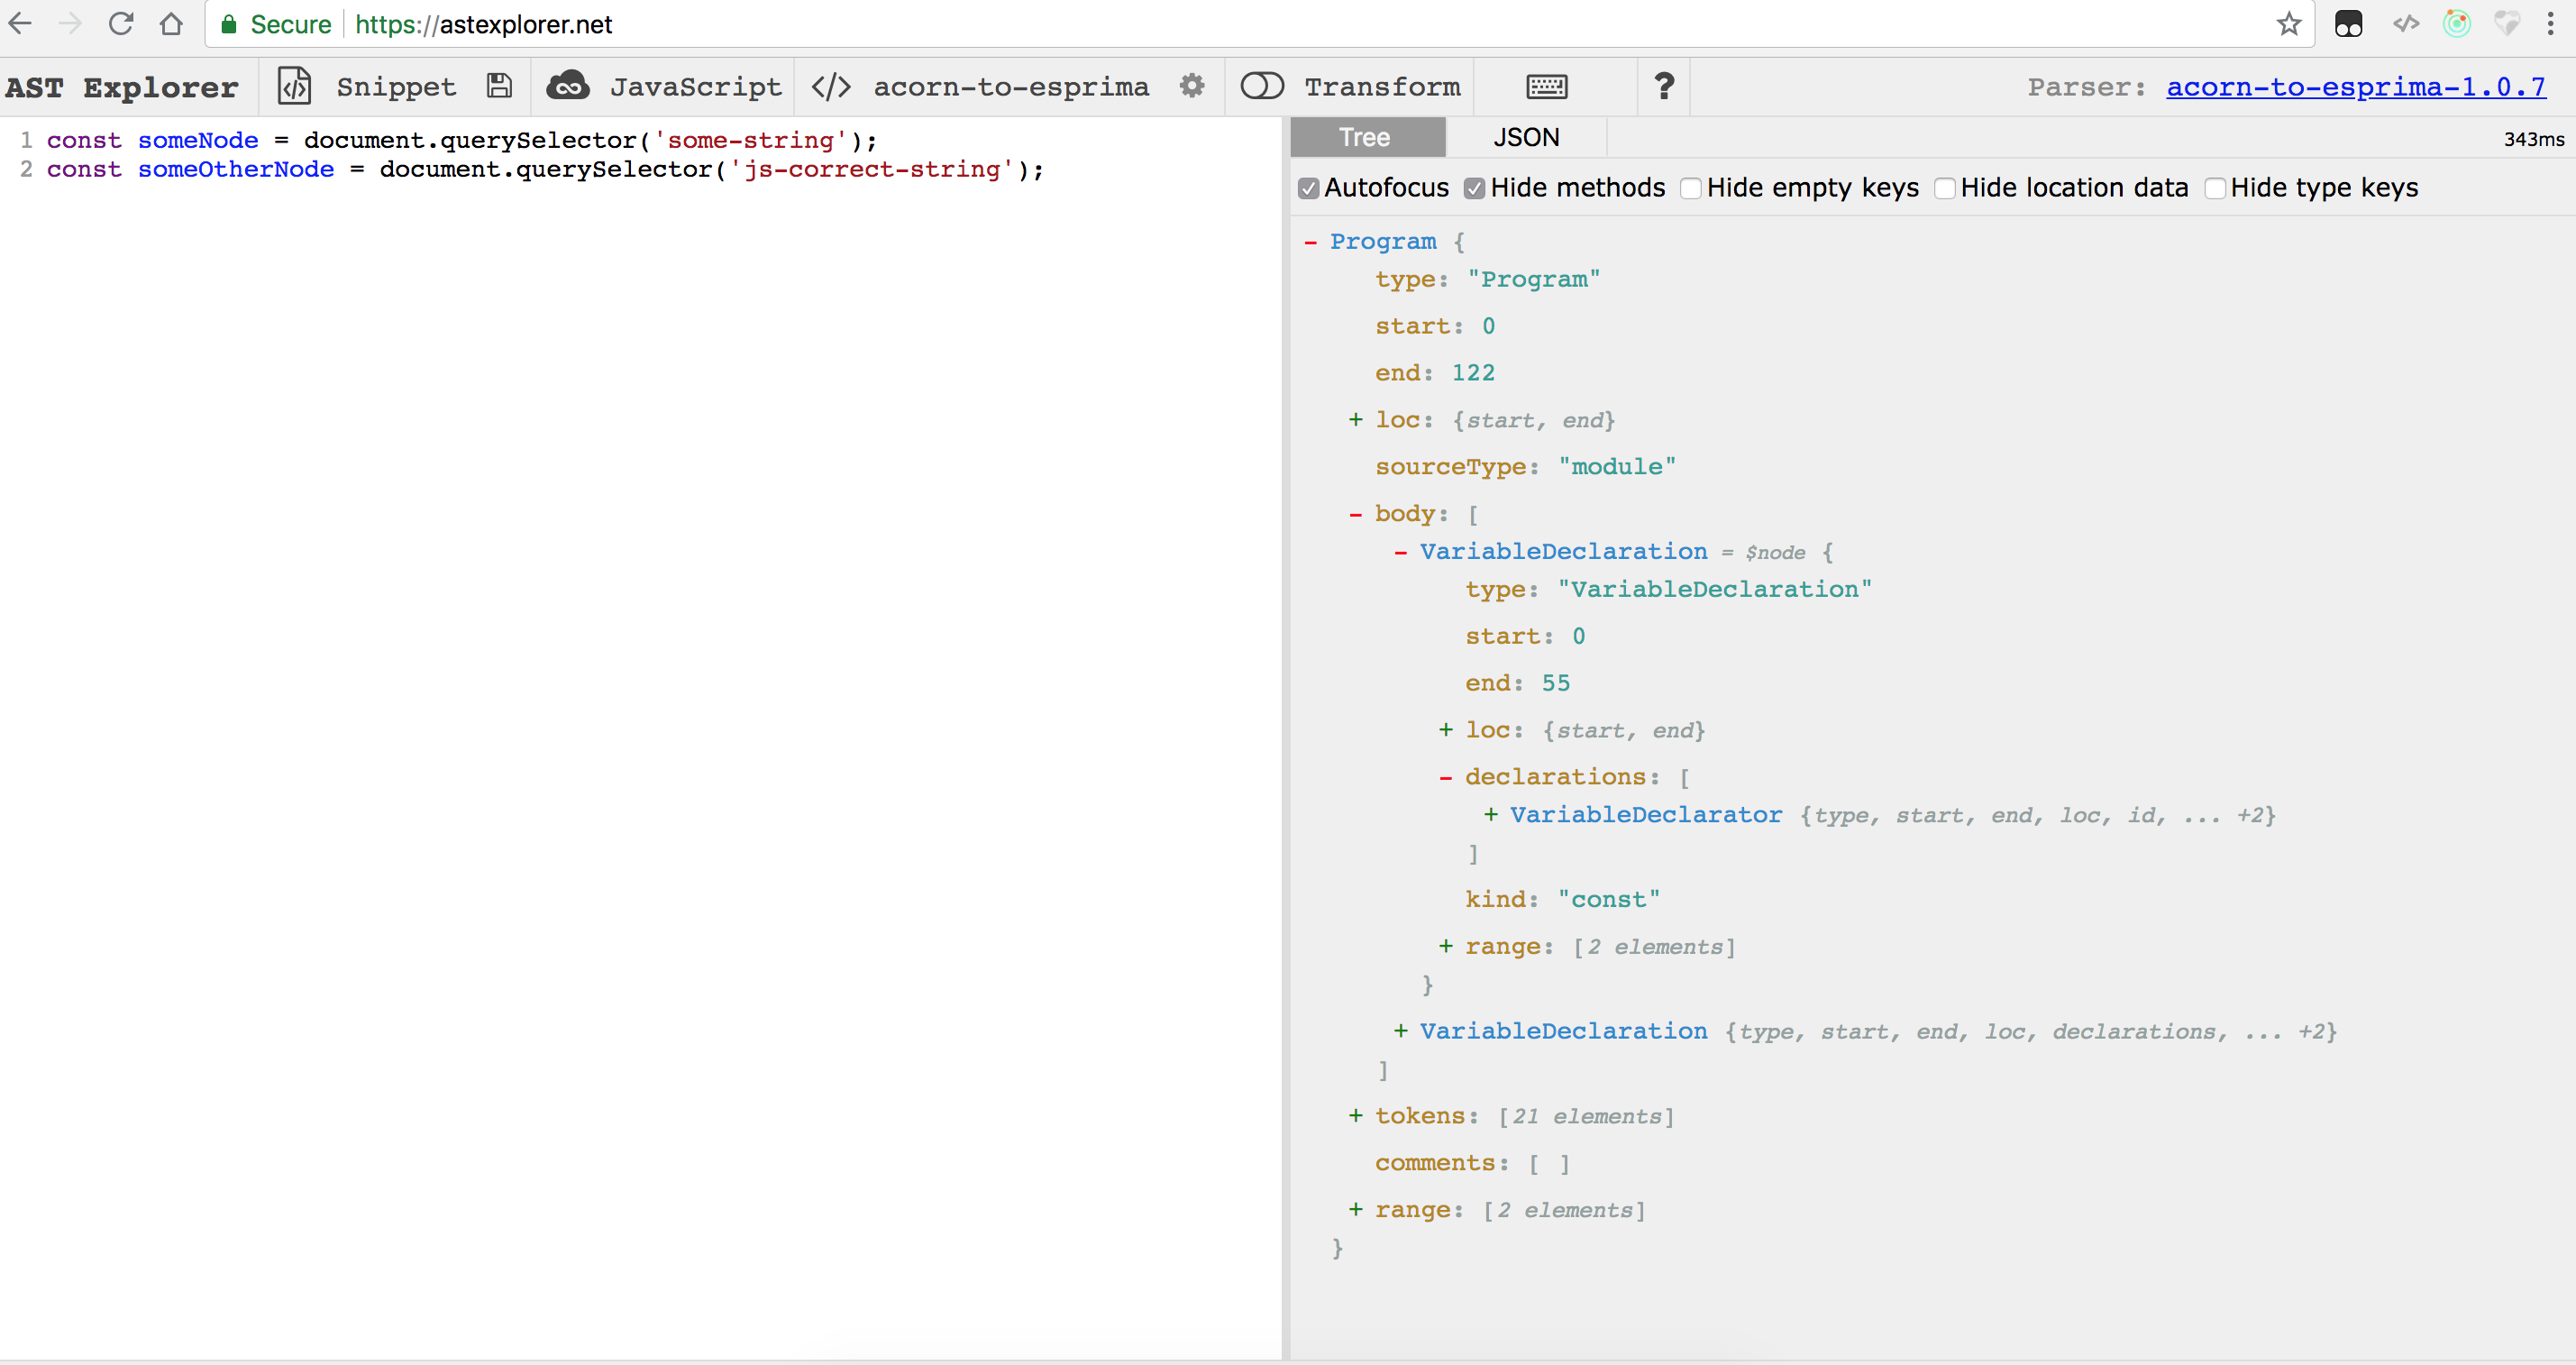 Secure https://astexplorer.net
AST Explorer Snippet JavaScript </> acorn-to-esprima Transform ? Parser: acorn-to-esprima-1.0.7
1 const someNode = document.querySelector('some-string');
2 const someOtherNode = document.querySelector('js-correct-string');
Tree JSON 343ms
Autofocus Hide methods Hide empty keys Hide location data Hide type keys
- Program {
type: "Program"
start: 0
end: 122
+ loc: {start, end}
sourceType: "module"
- body: [
- VariableDeclaration = $node {
type: "VariableDeclaration"
start: 0
end: 55
+ loc: {start, end}
- declarations: [
+ VariableDeclarator {type, start, end, loc, id, ... +2}
]
kind: "const"
+ range: [2 elements]
}
+ VariableDeclaration {type, start, end, loc, declarations, ... +2}
]
+ tokens: [21 elements]
comments: [ ]
+ range: [2 elements]
}